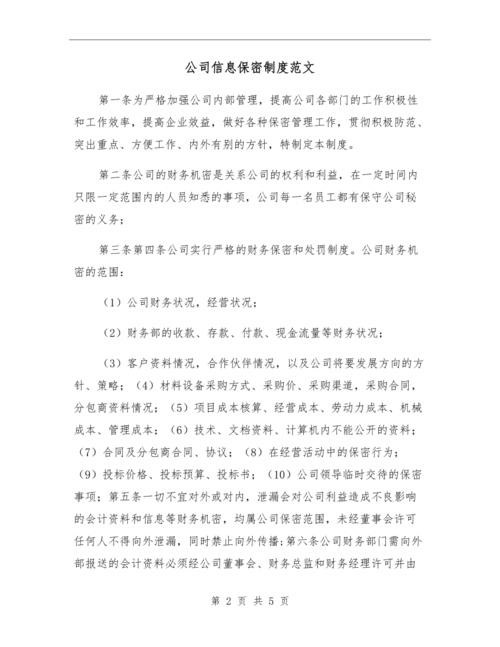 公司信息保密制度范文
第一条为严格加强公司内部管理，提高公司各部门的工作积极性
和工作效率，提高企业效益，做好各种保密管理工作，贯彻积极防范、
突出重点、方便工作、内外有别的方针，特制定本制度。
第二条公司的财务机密是关系公司的权利和利益，在一定时间内
只限一定范围内的人员知悉的事项，公司每一名员工都有保守公司秘
密的义务；
第三条第四条公司实行严格的财务保密和处罚制度。公司财务机
密的范围：
（1）公司财务状况，经营状况；
（2）财务部的收款、存款、付款、现金流量等财务状况；
（3）客户资料情况，合作伙伴情况，以及公司将要发展方向的方
针、策略；（4）材料设备采购方式、采购价、采购渠道，采购合同，
分包商资料情况；（5）项目成本核算、经营成本、劳动力成本、机械
成本、管理成本；（6）技术、文档资料、计算机内不能公开的资料；
（7）合同及分包商合同、协议；（8）在经营活动中的保密行为；
（9）投标价格、投标预算、投标书；（10）公司领导临时交待的保密
事项；第五条一切不宜对外或对内，泄漏会对公司利益造成不良影响
的会计资料和信息等财务机密，均属公司保密范围，未经董事会许可
任何人不得向外泄漏，同时禁止向外传播;第六条公司财务部门需向外
部报送的会计资料必须经公司董事会、财务总监和财务经理许可并由
第 2 页 共 5 页